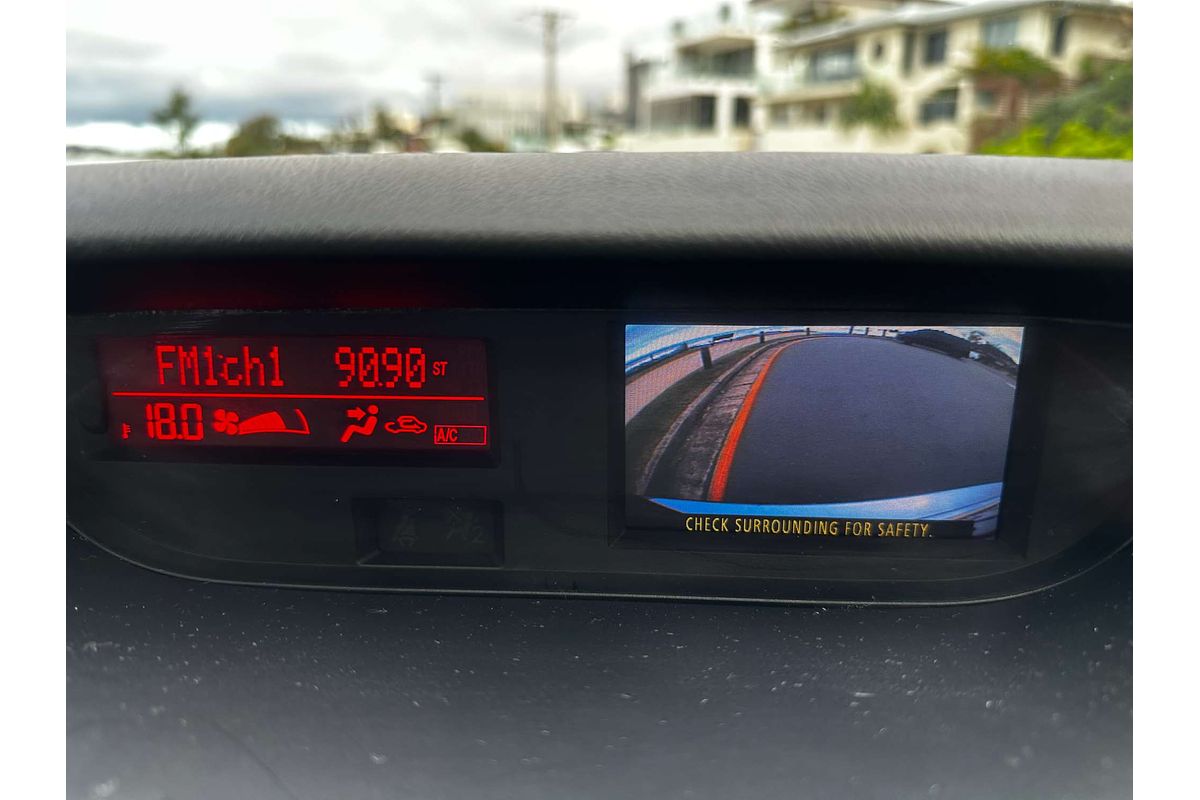 FM1ch1 90.90 ST
18.0 A/C
CHECK SURROUNDING FOR SAFETY.